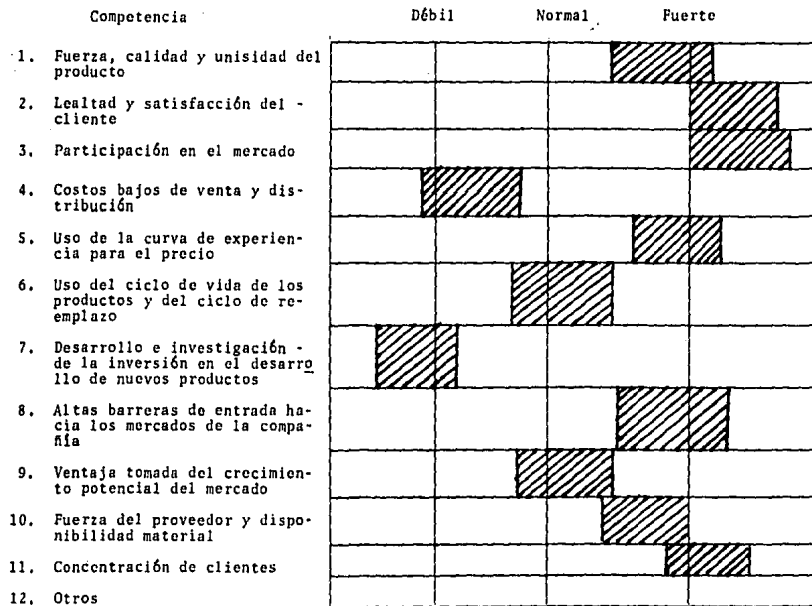 Competencia Débil Normal Fuerte
1. Fuerza, calidad y unisidad del
producto
2. Lealtad y satisfacción del -
cliente
3. Participación en el mercado
4. Costos bajos de venta y dis-
tribución
5. Uso de la curva de experien-
cia para el precio
6. Uso del ciclo de vida de los
productos y del ciclo de re-
emplazo
7. Desarrollo e investigación -
de la inversión en el desarro
llo de nuevos productos
8. Altas barreras de entrada ha-
cia los mercados de la compa-
ñía
9. Ventaja tomada del crecimien-
to potencial del mercado
10. Fuerza del proveedor y dispo-
nibilidad material
11. Concentración de clientes
12. Otros